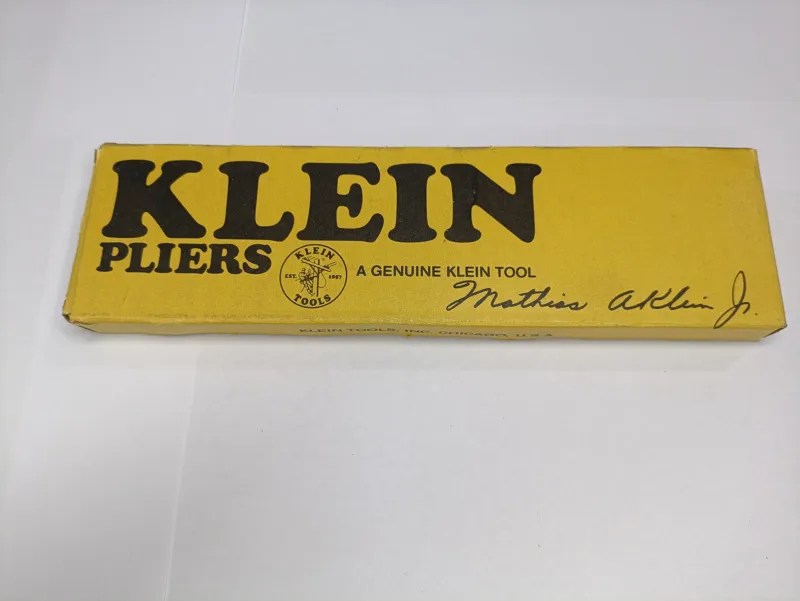 KLEIN
PLIERS
KLEIN
EST. 1857
TOOLS
A GENUINE KLEIN TOOL
Mathias A Klein Jr.
KLEIN TOOLS, INC. CHICAGO, U.S.A.